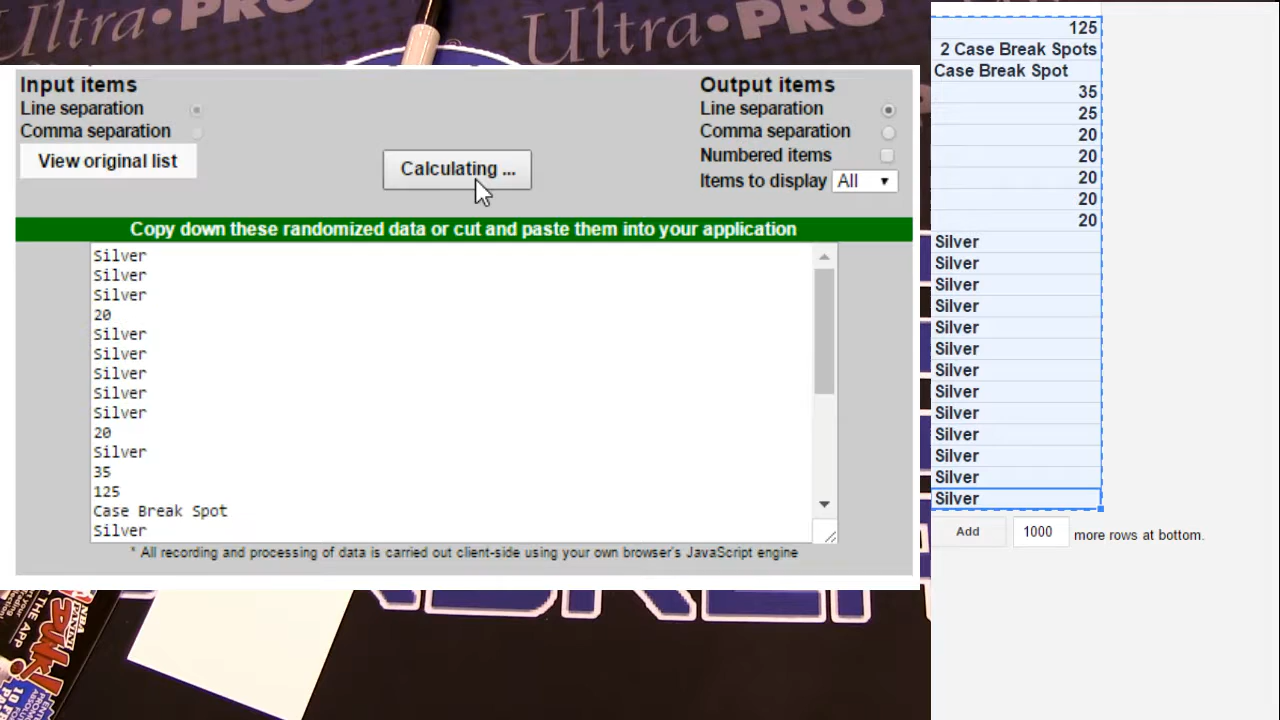 Ultra•PRO
Ultra•PRO
Input items
Line separation
Comma separation
View original list
Calculating ...
Output items
Line separation
Comma separation
Numbered items
Items to display All
Copy down these randomized data or cut and paste them into your application
Silver
Silver
Silver
20
Silver
Silver
Silver
Silver
Silver
20
Silver
35
125
Case Break Spot
Silver
* All recording and processing of data is carried out client-side using your own browser's JavaScript engine
125
2 Case Break Spots
Case Break Spot
35
25
20
20
20
20
20
Silver
Silver
Silver
Silver
Silver
Silver
Silver
Silver
Silver
Silver
Silver
Silver
Silver
Add 1000 more rows at bottom.
NBA
PANINI
DUNK!
THE APP